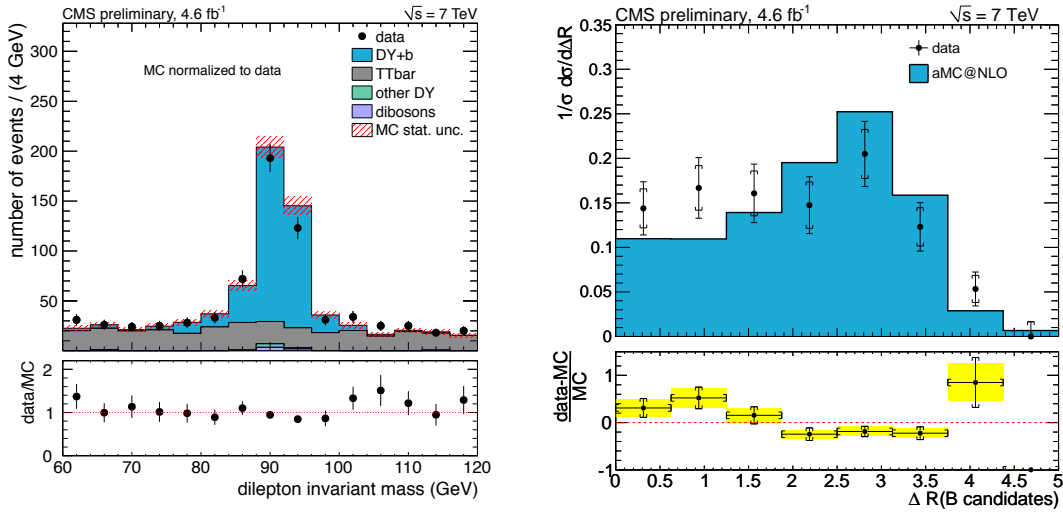 CMS preliminary, 4.6 fb-1 √s = 7 TeV
number of events / (4 GeV)
300
250
200
150
100
50
MC normalized to data
data
DY+b
TTbar
other DY
dibosons
MC stat. unc.
data/MC
2
1
0
60 70 80 90 100 110 120
dilepton invariant mass (GeV)
CMS preliminary, 4.6 fb-1 √s = 7 TeV
1/σ dσ/dΔR
0.35
0.3
0.25
0.2
0.15
0.1
0.05
0
data
aMC@NLO
data-MC
MC
1
0
-1
0 0.5 1 1.5 2 2.5 3 3.5 4 4.5 5
Δ R(B candidates)